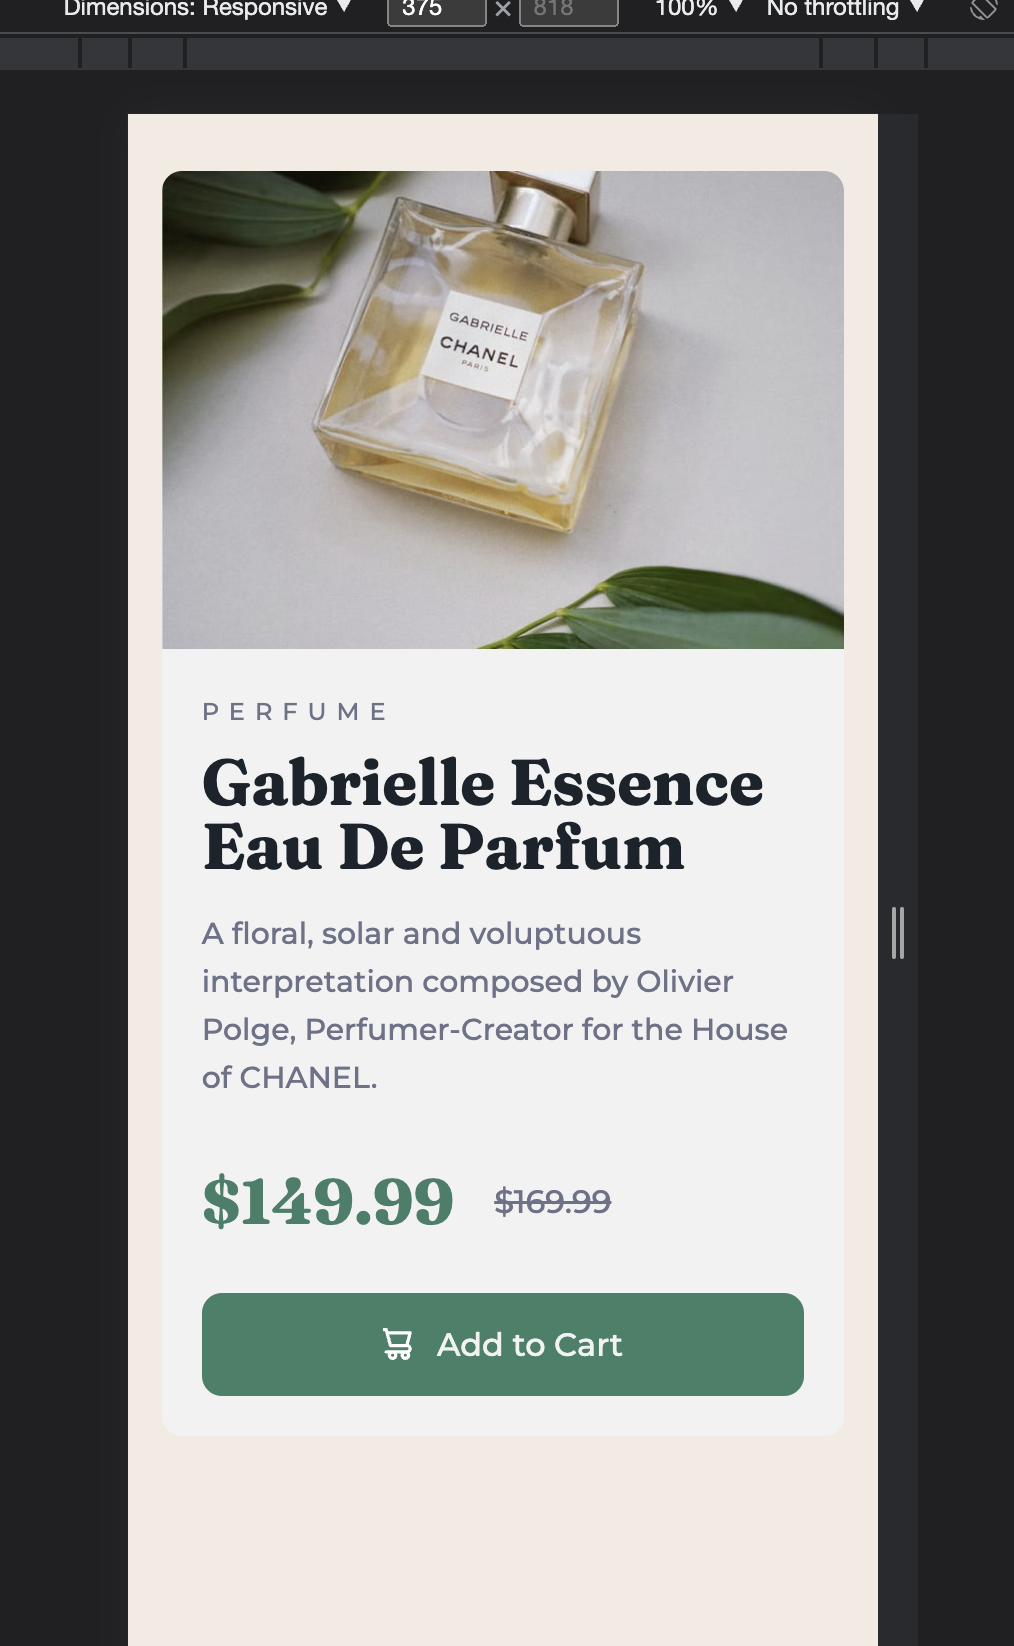 Dimensions: Responsive ▼ 375 × 818 100% ▼ No throttling ▼
GABRIELLE
CHANEL
PARIS
PERFUME
Gabrielle Essence
Eau De Parfum
A floral, solar and voluptuous
interpretation composed by Olivier
Polge, Perfumer-Creator for the House
of CHANEL.
$149.99 $169.99
Add to Cart